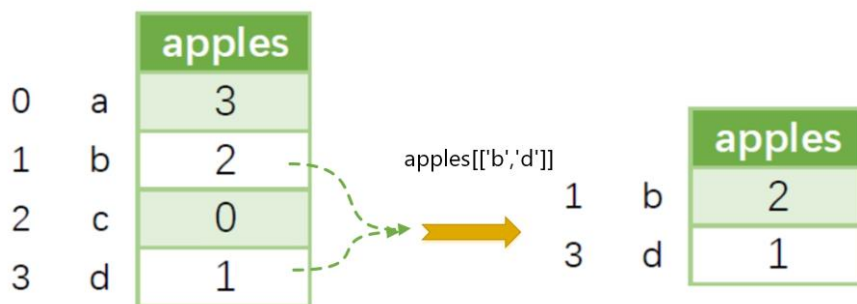 apples
0 a 3
1 b 2
2 c 0
3 d 1
apples[['b','d']]
apples
1 b 2
3 d 1